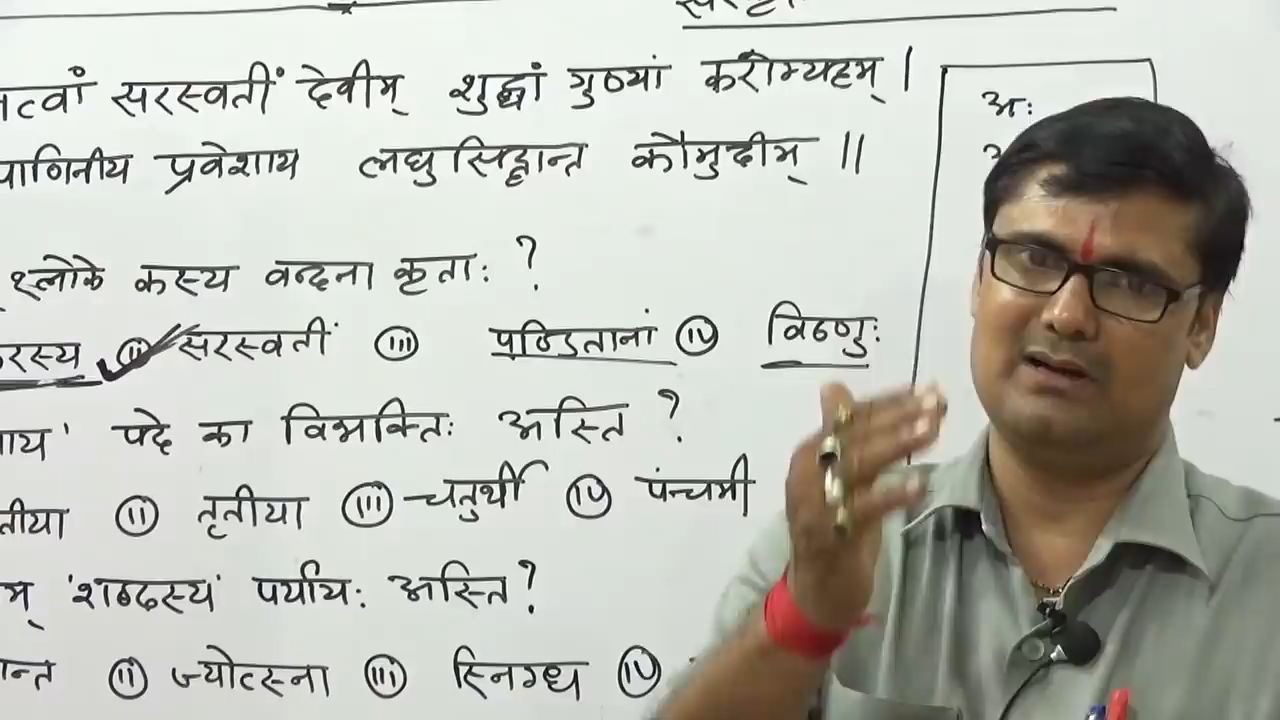 सरस्वतीं देवीम् शुद्धां गुण्यां करोम्यहम् |
पाणिनीय प्रवेशाय लघुसिद्धान्त कौमुदीम् ||
श्लोके कस्य वन्दना कृताः ?
(ii) सरस्वतीं (iii) पण्डितानां (iv) विष्णुः
पदे का विभक्तिः अस्ति ?
(ii) तृतीया (iii) चतुर्थी (iv) पंन्चमी
'शब्दस्य' पर्यायः अस्ति ?
(ii) ज्योत्सना (iii) स्निग्ध (iv)
अः